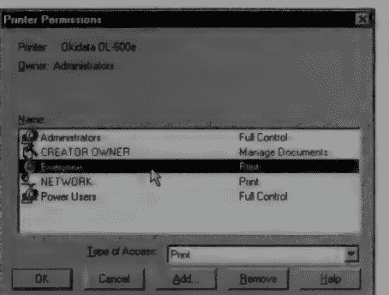 Printer Permissions
Printer Okidata OL-600e
Owner: Administrators
Name:
Administrators Full Control
CREATOR OWNER Manage Documents
Everyone Print
NETWORK Print
Power Users Full Control
Type of Access: Print
OK Cancel Add... Remove Help